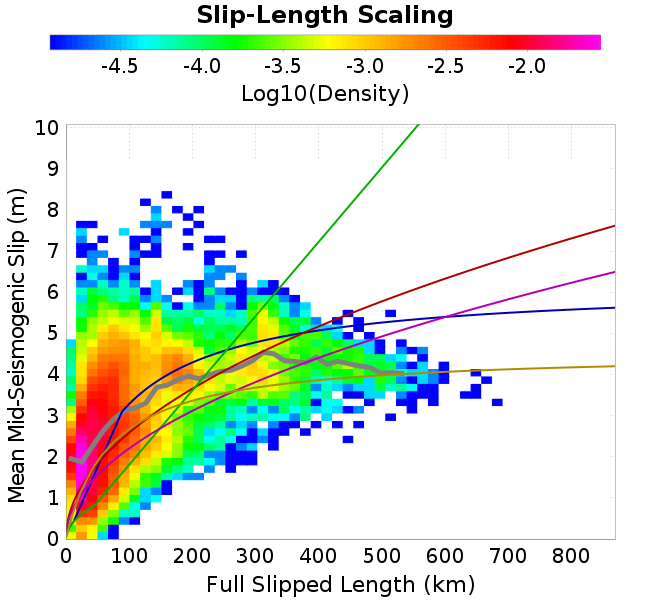 Slip-Length Scaling
-4.5 -4.0 -3.5 -3.0 -2.5 -2.0
Log10(Density)
Mean Mid-Seismogenic Slip (m)
10
9
8
7
6
5
4
3
2
1
0
0 100 200 300 400 500 600 700 800
Full Slipped Length (km)